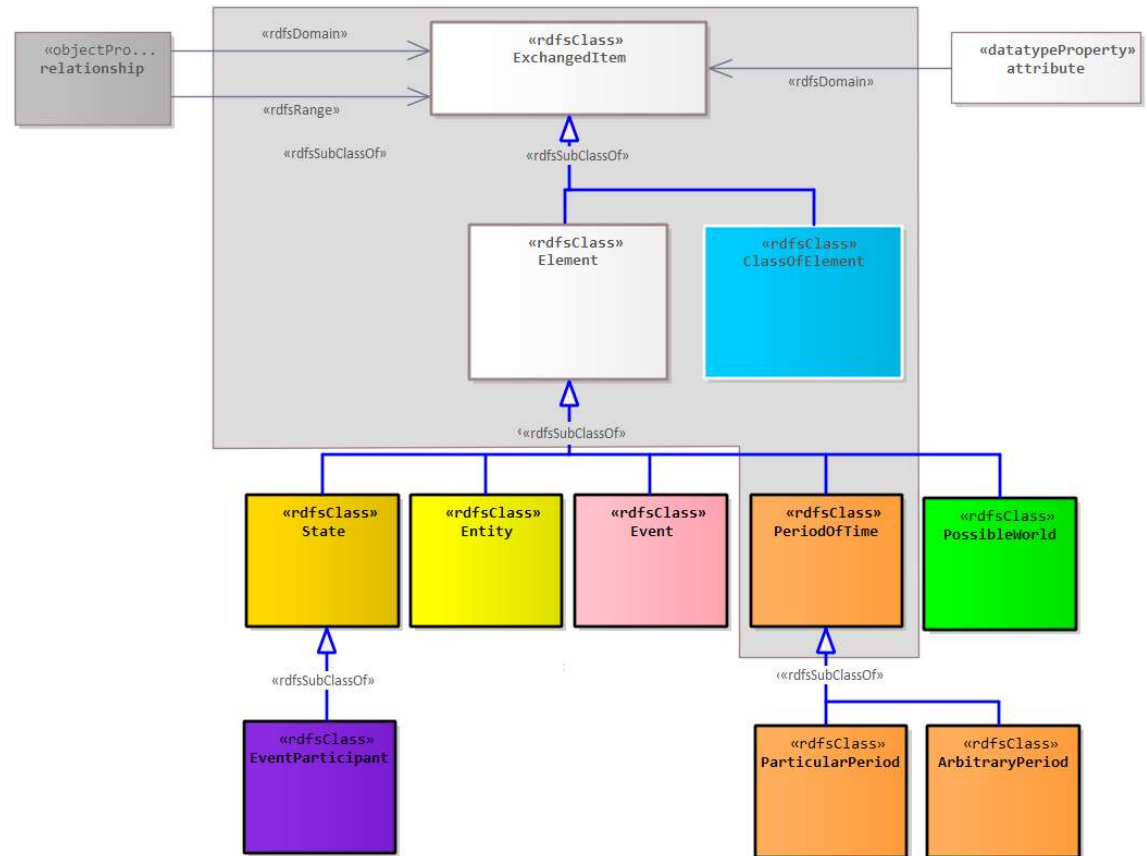 «objectPro...
relationship
«rdfsDomain»
«rdfsClass»
ExchangedItem
«datatypeProperty»
attribute
«rdfsDomain»
«rdfsRange»
«rdfsSubClassOf»
«rdfsSubClassOf»
«rdfsClass»
Element
«rdfsClass»
ClassOfElement
‹«rdfsSubClassOf»
«rdfsClass»
State
«rdfsClass»
Entity
«rdfsClass»
Event
«rdfsClass»
PeriodOfTime
«rdfsClass»
PossibleWorld
«rdfsSubClassOf»
‹«rdfsSubClassOf»
«rdfsClass»
EventParticipant
«rdfsClass»
ParticularPeriod
«rdfsClass»
ArbitraryPeriod